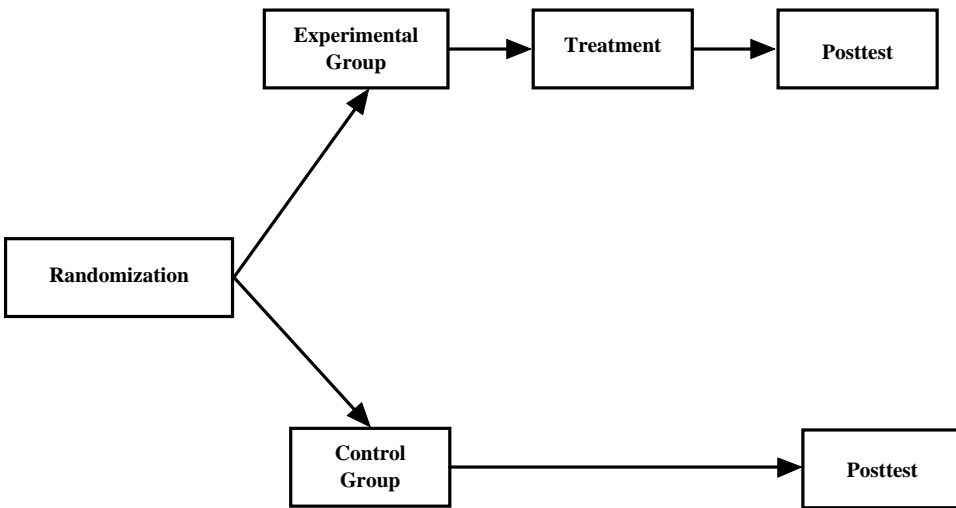 Experimental
Group
Treatment
Posttest
Randomization
Control
Group
Posttest